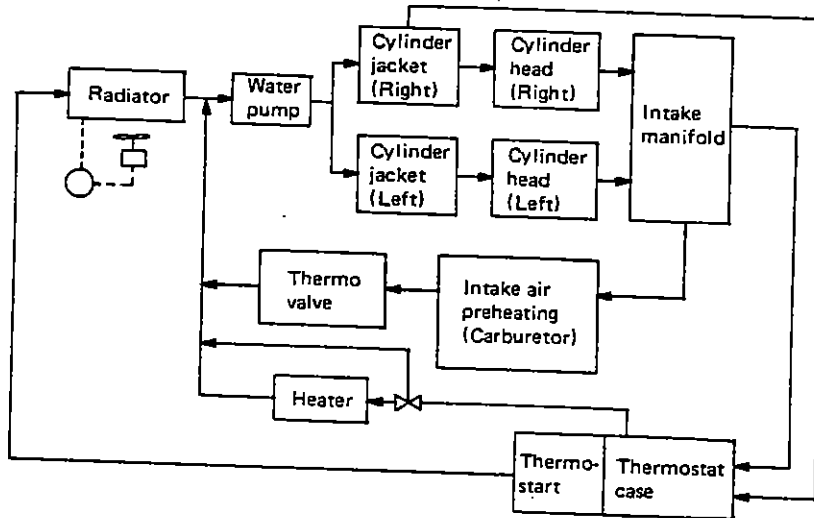 Radiator
Water
pump
Cylinder
jacket
(Right)
Cylinder
head
(Right)
Intake
manifold
Cylinder
jacket
(Left)
Cylinder
head
(Left)
Thermo
valve
Intake air
preheating
(Carburetor)
Heater
Thermo-
start
Thermostat
case